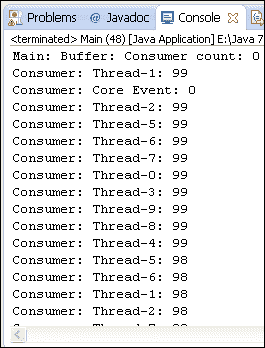 Problems @ Javadoc Console
<terminated> Main (48) [Java Application] E:\Java 7
Main: Buffer: Consumer count: 0
Consumer: Thread-1: 99
Consumer: Core Event: 0
Consumer: Thread-2: 99
Consumer: Thread-5: 99
Consumer: Thread-6: 99
Consumer: Thread-7: 99
Consumer: Thread-0: 99
Consumer: Thread-3: 99
Consumer: Thread-9: 99
Consumer: Thread-8: 99
Consumer: Thread-4: 99
Consumer: Thread-5: 98
Consumer: Thread-6: 98
Consumer: Thread-1: 98
Consumer: Thread-2: 98